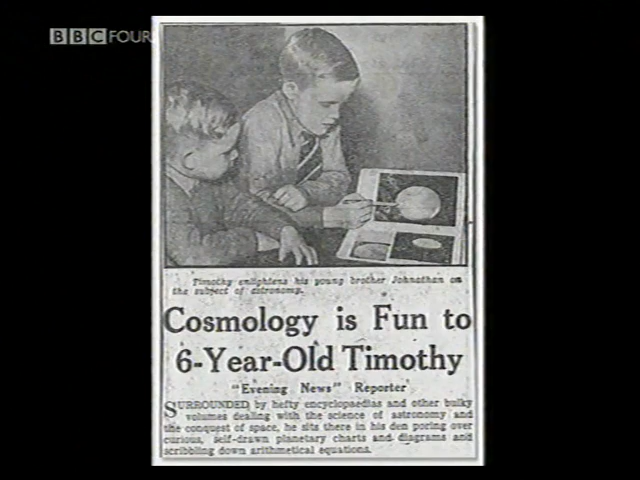 BBC FOUR
Timothy enlightens his young brother Johnathan on
the subject of astronomy.
Cosmology is Fun to
6-Year-Old Timothy
"Evening News" Reporter
SURROUNDED by hefty encyclopaedias and other bulky
volumes dealing with the science of astronomy and
the conquest of space, he sits there in his den poring over
curious, self-drawn planetary charts and diagrams and
scribbling down arithmetical equations.